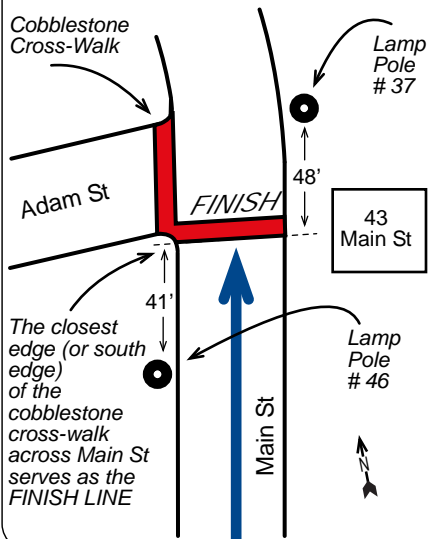 Cobblestone
Cross-Walk
Lamp
Pole
# 37
Adam St
FINISH
48'
43
Main St
41'
The closest
edge (or south
edge)
of the
cobblestone
cross-walk
across Main St
serves as the
FINISH LINE
Lamp
Pole
# 46
Main St
N